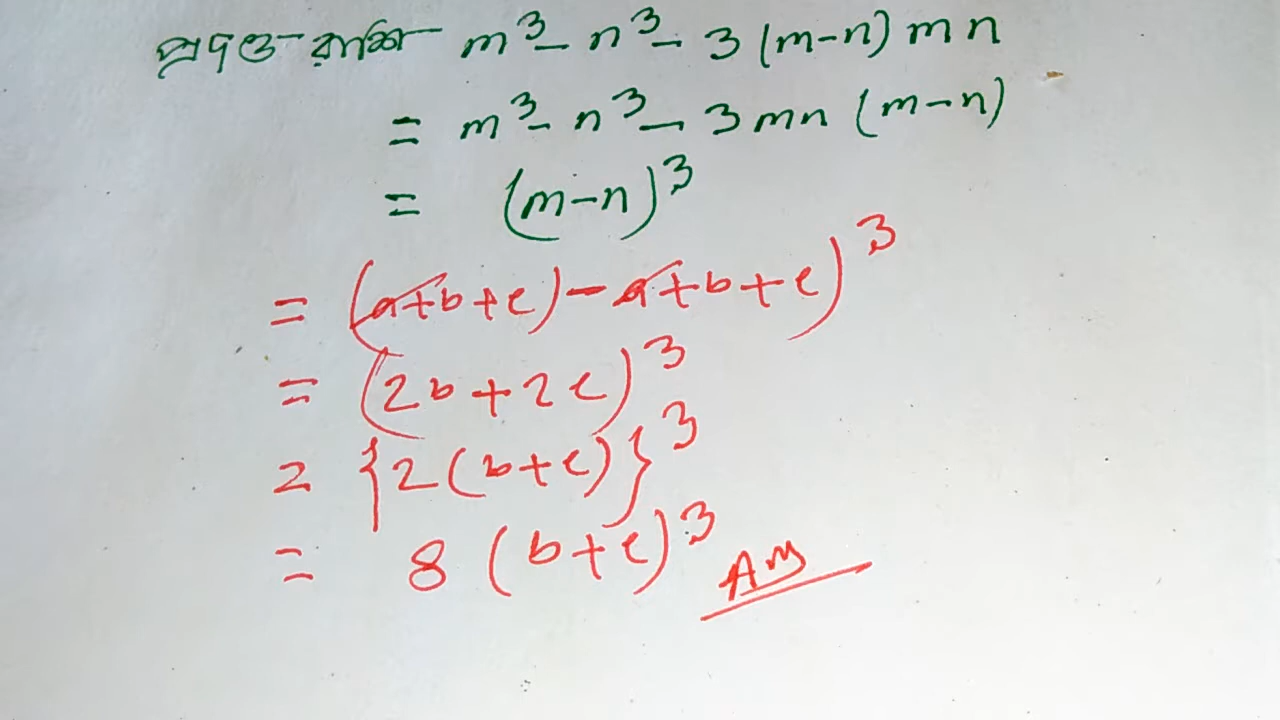 প্রদত্ত রাশি m³ - n³ - 3 (m-n) mn
= m³ - n³ - 3mn (m-n)
= (m-n)³
= (a+b+c) - a+b+c)³
= (2b+2c)³
= {2(b+c)}³
= 8 (b+c)³ Ans